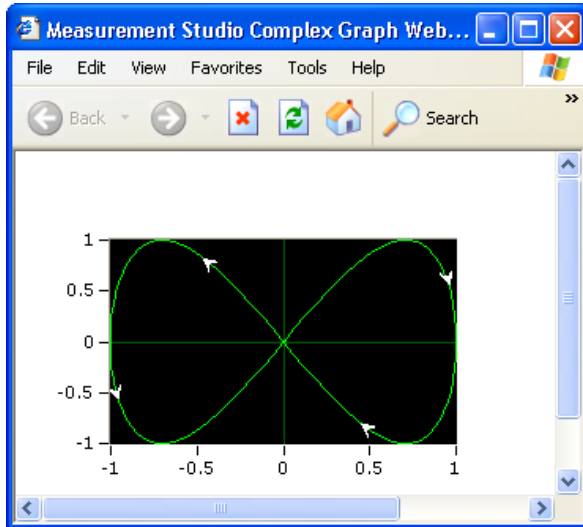 Measurement Studio Complex Graph Web...
File Edit View Favorites Tools Help
Back Search »
1
0.5
0
-0.5
-1
-1 -0.5 0 0.5 1